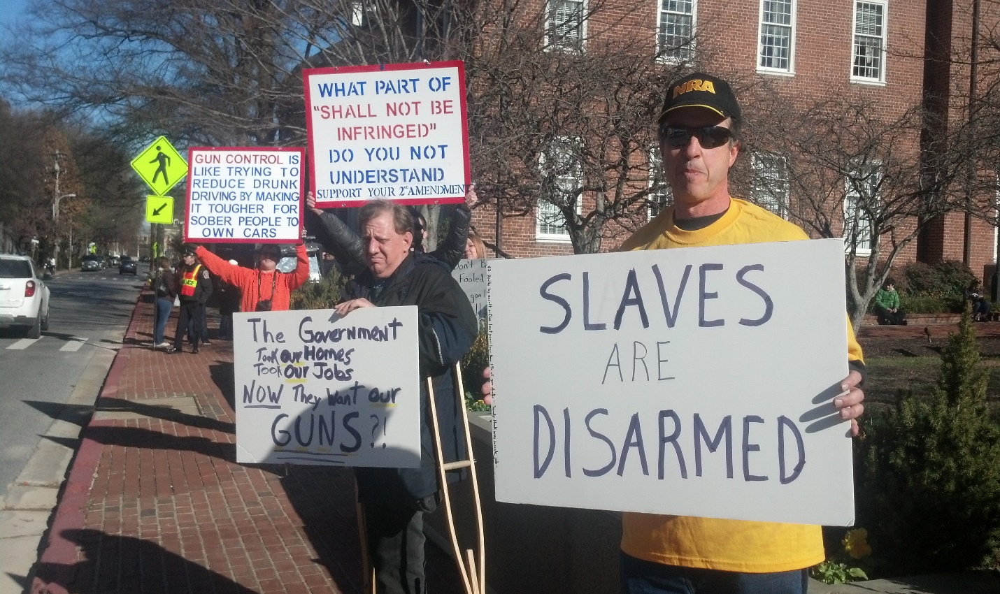 GUN CONTROL IS
LIKE TRYING TO
REDUCE DRUNK
DRIVING BY MAKING
IT TOUGHER FOR
SOBER PEOPLE TO
OWN CARS
WHAT PART OF
"SHALL NOT BE
INFRINGED"
DO YOU NOT
UNDERSTAND
SUPPORT YOUR 2ND AMENDMENT
The Government
Took our Homes
Took our Jobs
NOW They Want our
GUNS?!
Don't B
Fooled
NRA
SLAVES
ARE
DISARMED